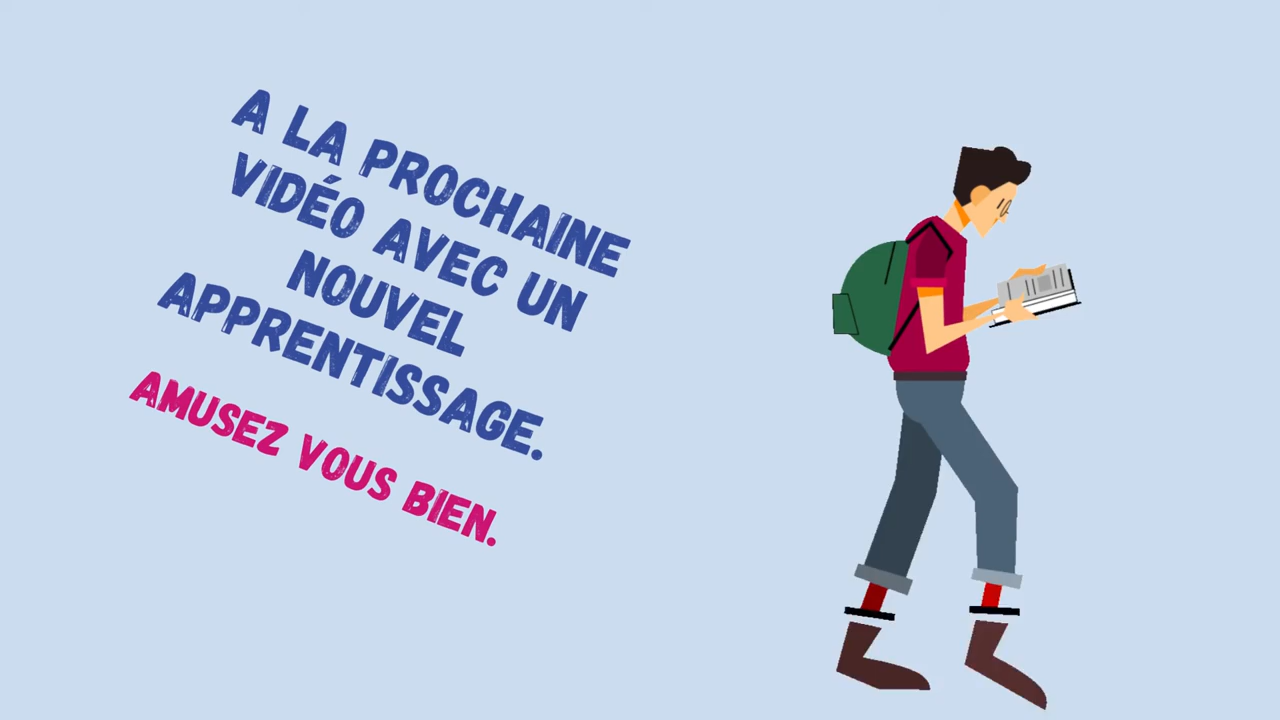 A LA PROCHAINE
VIDÉO AVEC UN
NOUVEL
APPRENTISSAGE.
AMUSEZ VOUS BIEN.